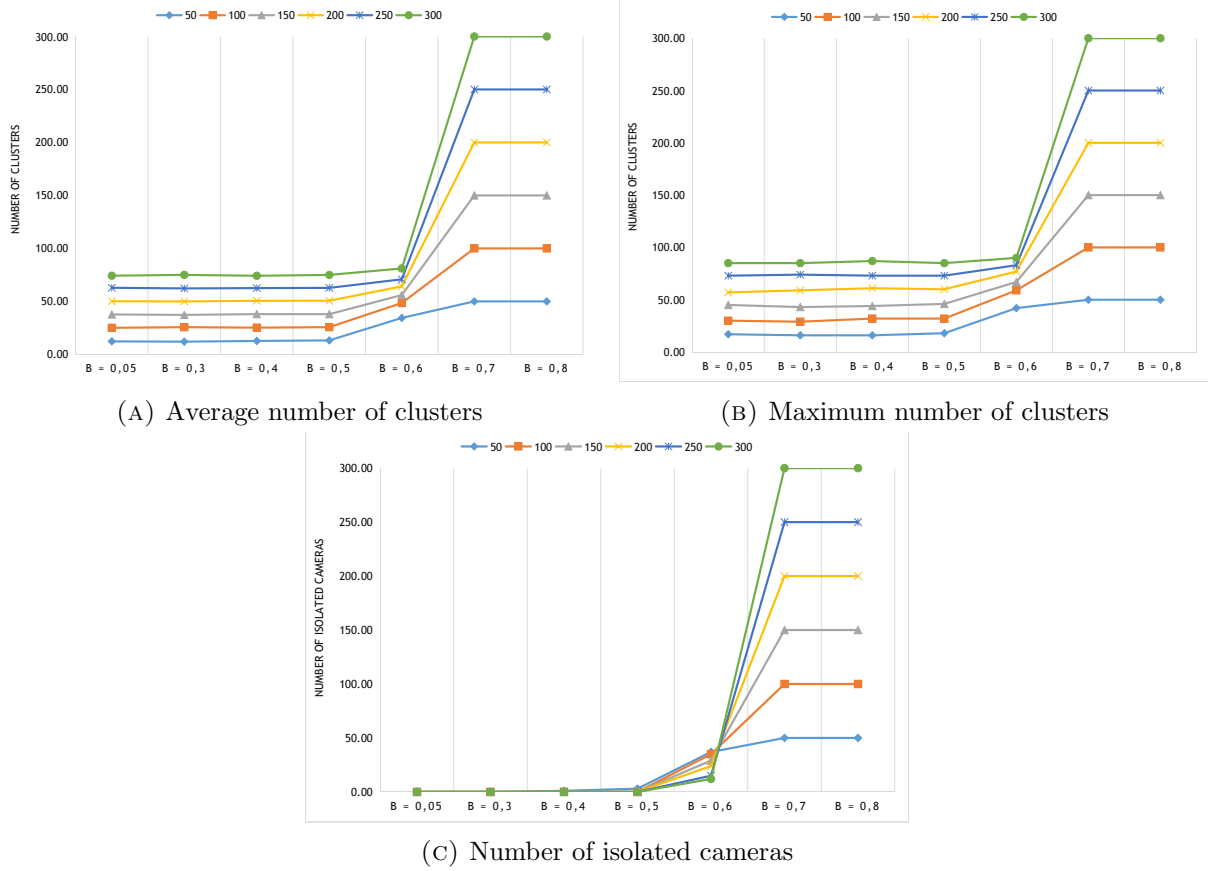 50 100 150 200 250 300
300.00
250.00
200.00
150.00
100.00
50.00
0.00
NUMBER OF CLUSTERS
B = 0,05 B = 0,3 B = 0,4 B = 0,5 B = 0,6 B = 0,7 B = 0,8
(A) Average number of clusters
50 100 150 200 250 300
300.00
250.00
200.00
150.00
100.00
50.00
0.00
NUMBER OF CLUSTERS
B = 0,05 B = 0,3 B = 0,4 B = 0,5 B = 0,6 B = 0,7 B = 0,8
(B) Maximum number of clusters
50 100 150 200 250 300
300.00
250.00
200.00
150.00
100.00
50.00
0.00
NUMBER OF ISOLATED CAMERAS
B = 0,05 B = 0,3 B = 0,4 B = 0,5 B = 0,6 B = 0,7 B = 0,8
(C) Number of isolated cameras